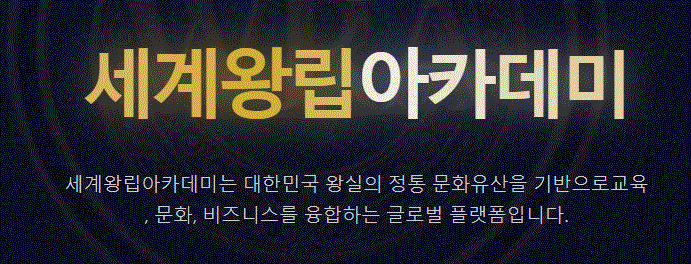 세계왕립아카데미
세계왕립아카데미는 대한민국 왕실의 정통 문화유산을 기반으로교육
, 문화, 비즈니스를 융합하는 글로벌 플랫폼입니다.